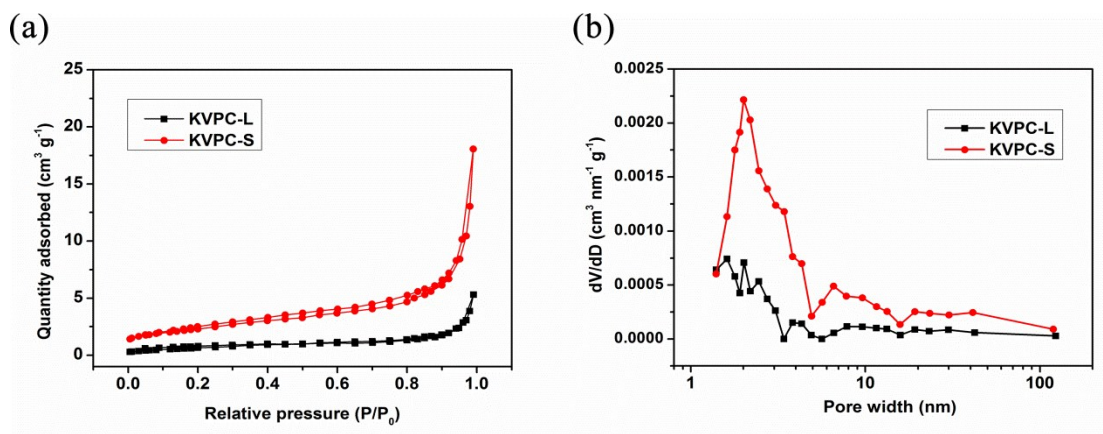 (a)
25
20
15
10
5
0
Quantity adsorbed (cm³ g⁻¹)
KVPC-L
KVPC-S
0.0 0.2 0.4 0.6 0.8 1.0
Relative pressure (P/P₀)
(b)
0.0025
0.0020
0.0015
0.0010
0.0005
0.0000
dV/dD (cm³ nm⁻¹ g⁻¹)
KVPC-L
KVPC-S
1 10 100
Pore width (nm)